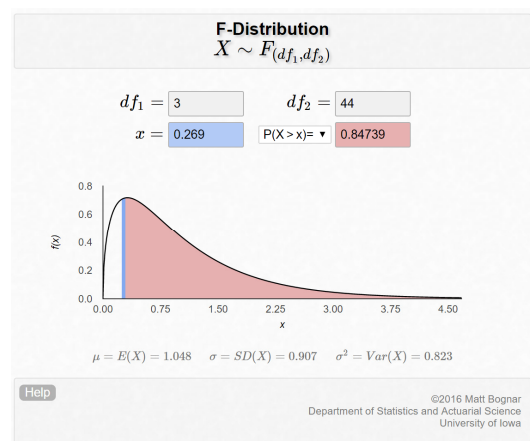 F-Distribution
X ∼ F(df1,df2)
df1 = 3 df2 = 44
x = 0.269 P(X > x)= ▼ 0.84739
0.8
0.6
0.4
0.2
0.0
f(x)
0.00 0.75 1.50 2.25 3.00 3.75 4.50
x
μ = E(X) = 1.048 σ = SD(X) = 0.907 σ² = Var(X) = 0.823
Help
©2016 Matt Bognar
Department of Statistics and Actuarial Science
University of Iowa